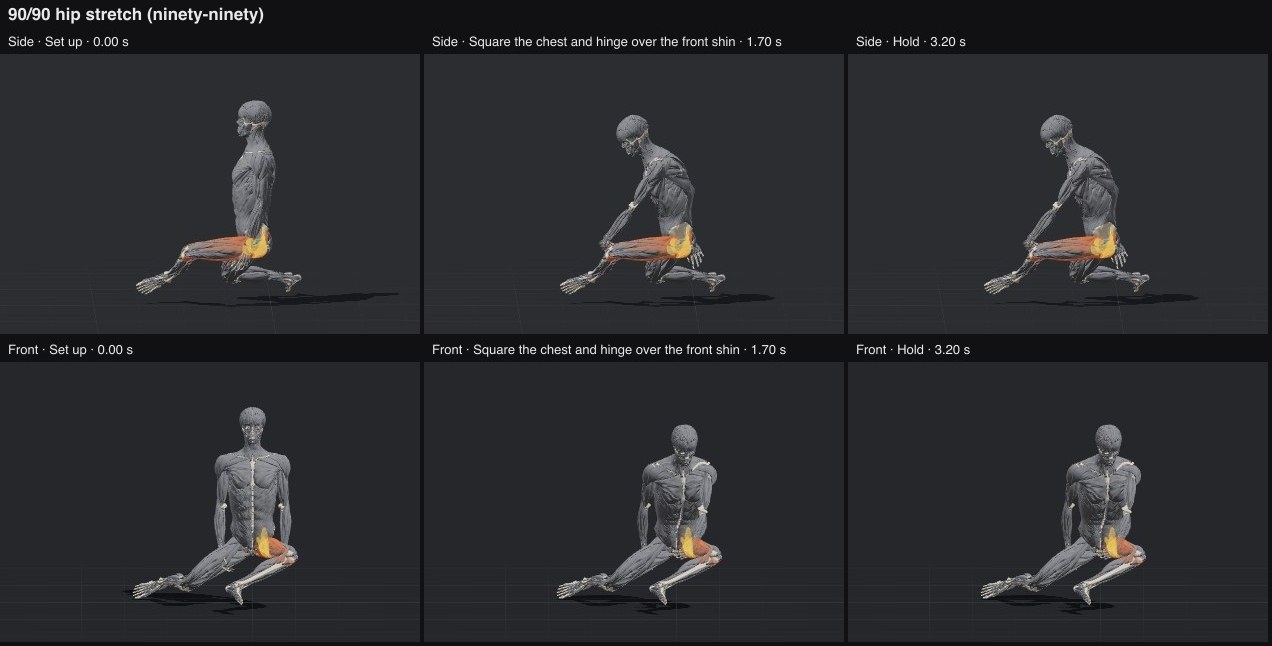 90/90 hip stretch (ninety-ninety)
Side · Set up · 0.00 s
Side · Square the chest and hinge over the front shin · 1.70 s
Side · Hold · 3.20 s
Front · Set up · 0.00 s
Front · Square the chest and hinge over the front shin · 1.70 s
Front · Hold · 3.20 s